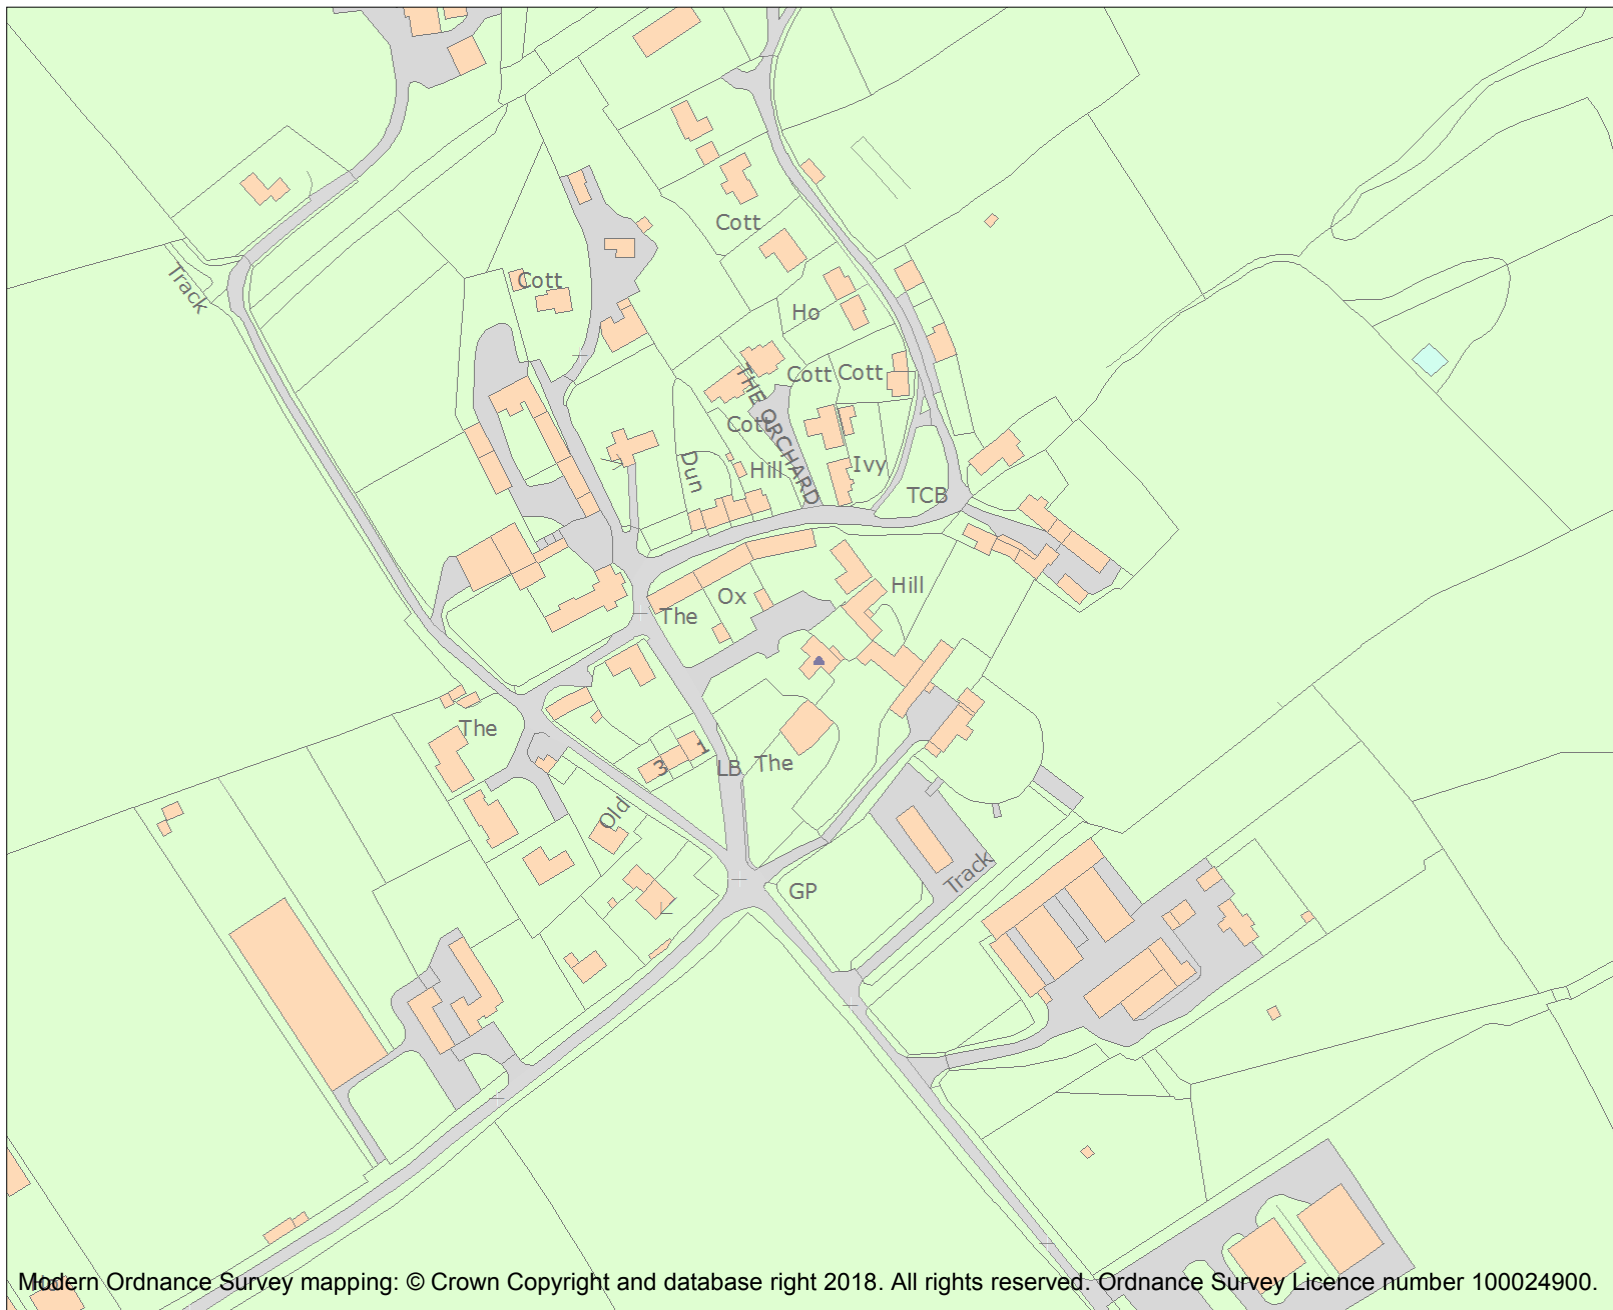 Cott
Track
Cott
Ho
THE ORCHARD
Cott
Cott
Cott
Dun
Hill
Ivy
TCB
Hill
Ox
The
The
3
1
LB
The
Old
Track
GP
Modern Ordnance Survey mapping: © Crown Copyright and database right 2018. All rights reserved. Ordnance Survey Licence number 100024900.